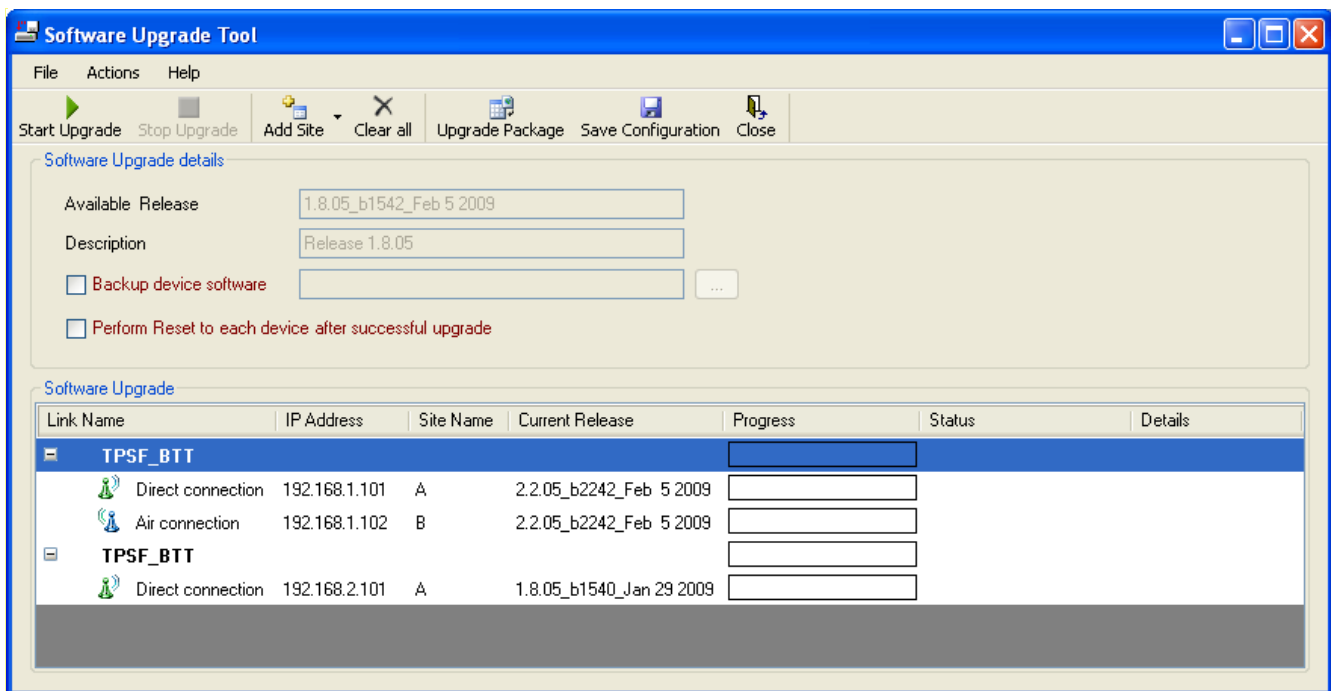 Software Upgrade Tool
File Actions Help
Start Upgrade Stop Upgrade Add Site Clear all Upgrade Package Save Configuration Close
Software Upgrade details
Available Release 1.8.05_b1542_Feb 5 2009
Description Release 1.8.05
Backup device software ...
Perform Reset to each device after successful upgrade
Software Upgrade
Link Name IP Address Site Name Current Release Progress Status Details
TPSF_BTT
Direct connection 192.168.1.101 A 2.2.05_b2242_Feb 5 2009
Air connection 192.168.1.102 B 2.2.05_b2242_Feb 5 2009
TPSF_BTT
Direct connection 192.168.2.101 A 1.8.05_b1540_Jan 29 2009